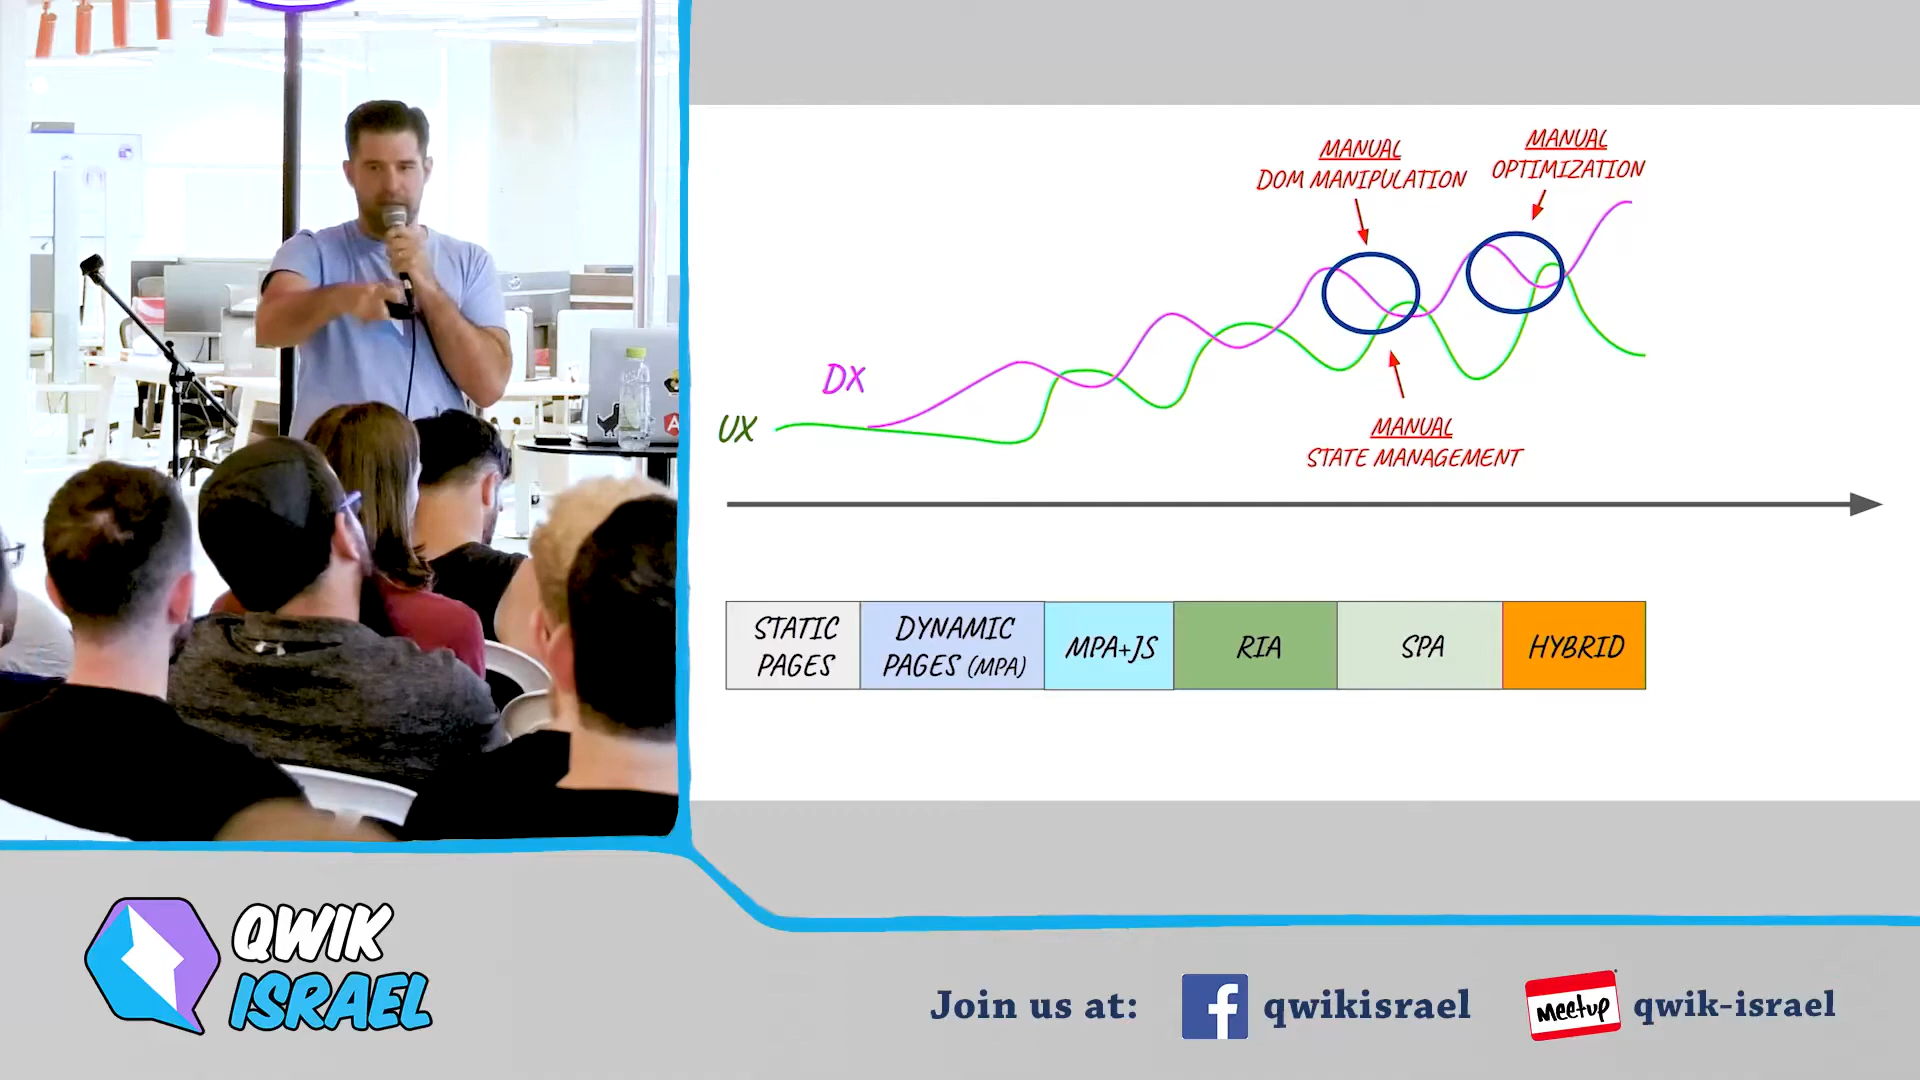 MANUAL
DOM MANIPULATION
MANUAL
OPTIMIZATION
DX
UX
MANUAL
STATE MANAGEMENT
STATIC
PAGES
DYNAMIC
PAGES (MPA)
MPA+JS
RIA
SPA
HYBRID
QWIK
ISRAEL
Join us at:
f qwikisrael
Meetup qwik-israel